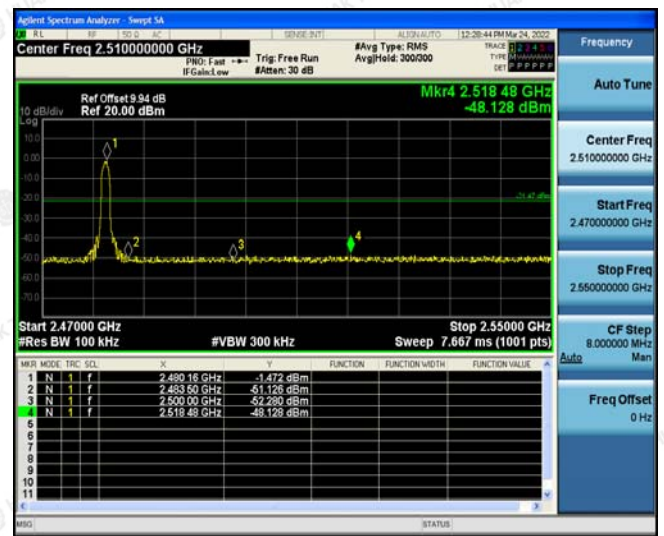 Agilent Spectrum Analyzer - Swept SA
RL RF 50 Ω AC SENSE:INT ALIGNAUTO 12:28:44 PM Mar 24, 2022
Center Freq 2.510000000 GHz
PNO: Fast Trig: Free Run
IFGain:Low #Atten: 30 dB
#Avg Type: RMS
Avg|Hold: 300/300
TRACE 1 2 3 4 5 6
TYPE M
DET P P P P P P
Ref Offset 9.94 dB
10 dB/div Ref 20.00 dBm
Log
Mkr4 2.518 48 GHz
-48.128 dBm
10.0
0.00
-10.0
-20.0
-30.0
-40.0
-50.0
-60.0
-70.0
1
2
3
4
Start 2.47000 GHz Stop 2.55000 GHz
#Res BW 100 kHz #VBW 300 kHz Sweep 7.667 ms (1001 pts)
MKR MODE TRC SCL X Y FUNCTION FUNCTION WIDTH FUNCTION VALUE
1 N 1 f 2.480 16 GHz -1.472 dBm
2 N 1 f 2.483 50 GHz -51.126 dBm
3 N 1 f 2.500 00 GHz -52.280 dBm
4 N 1 f 2.518 48 GHz -48.128 dBm
5
6
7
8
9
10
11
MSG STATUS
Frequency
Auto Tune
Center Freq
2.510000000 GHz
Start Freq
2.470000000 GHz
Stop Freq
2.550000000 GHz
CF Step
8.000000 MHz
Auto Man
Freq Offset
0 Hz